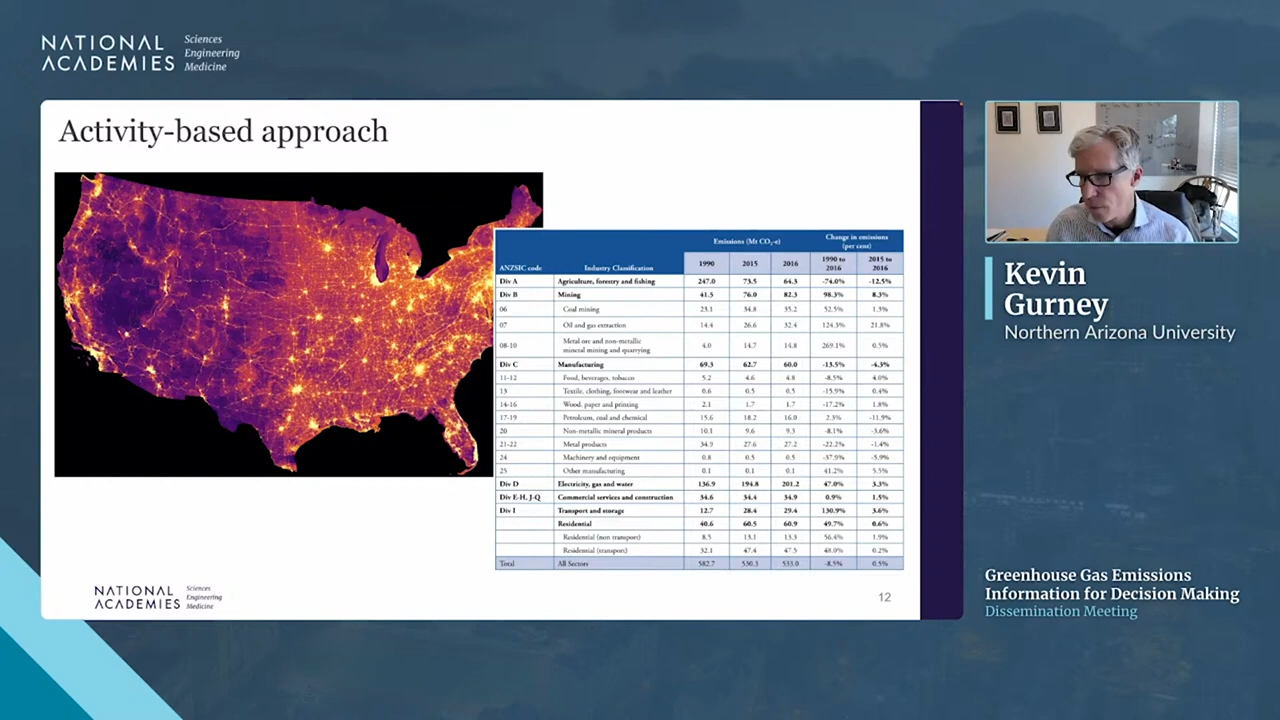 NATIONAL Sciences
ACADEMIES Engineering
Medicine
Activity-based approach
Emissions (Mt CO₂-e) Change in emissions (per cent)
ANZSIC code Industry Classification 1990 2015 2016 1990 to 2016 2015 to 2016
Div A Agriculture, forestry and fishing 247.0 73.5 64.3 -74.0% -12.5%
Div B Mining 41.5 76.0 82.3 98.3% 8.3%
06 Coal mining 23.1 34.8 35.2 52.5% 1.3%
07 Oil and gas extraction 14.4 26.6 32.4 124.3% 21.8%
08-10 Metal ore and non-metallic mineral mining and quarrying 4.0 14.7 14.8 269.1% 0.5%
Div C Manufacturing 69.3 62.7 60.0 -13.5% -4.3%
11-12 Food, beverages, tobacco 5.2 4.6 4.8 -8.5% 4.0%
13 Textile, clothing, footwear and leather 0.6 0.5 0.5 -15.9% 0.4%
14-16 Wood, paper and printing 2.1 1.7 1.7 -17.2% 1.8%
17-19 Petroleum, coal and chemical 15.6 18.2 16.0 2.3% -11.9%
20 Non-metallic mineral products 10.1 9.6 9.3 -8.1% -3.6%
21-22 Metal products 34.9 27.6 27.2 -22.2% -1.4%
24 Machinery and equipment 0.8 0.5 0.5 -37.9% -5.9%
25 Other manufacturing 0.1 0.1 0.1 41.2% 5.5%
Div D Electricity, gas and water 136.9 194.8 201.2 47.0% 3.3%
Div E-H, J-Q Commercial services and construction 34.6 34.4 34.9 0.9% 1.5%
Div I Transport and storage 12.7 28.4 29.4 130.9% 3.6%
Residential 40.6 60.5 60.9 49.7% 0.6%
Residential (non transport) 8.5 13.1 13.3 56.4% 1.9%
Residential (transport) 32.1 47.4 47.5 48.0% 0.2%
Total All Sectors 582.7 530.3 533.0 -8.5% 0.5%
NATIONAL Sciences
ACADEMIES Engineering
Medicine
12
Kevin
Gurney
Northern Arizona University
Greenhouse Gas Emissions
Information for Decision Making
Dissemination Meeting